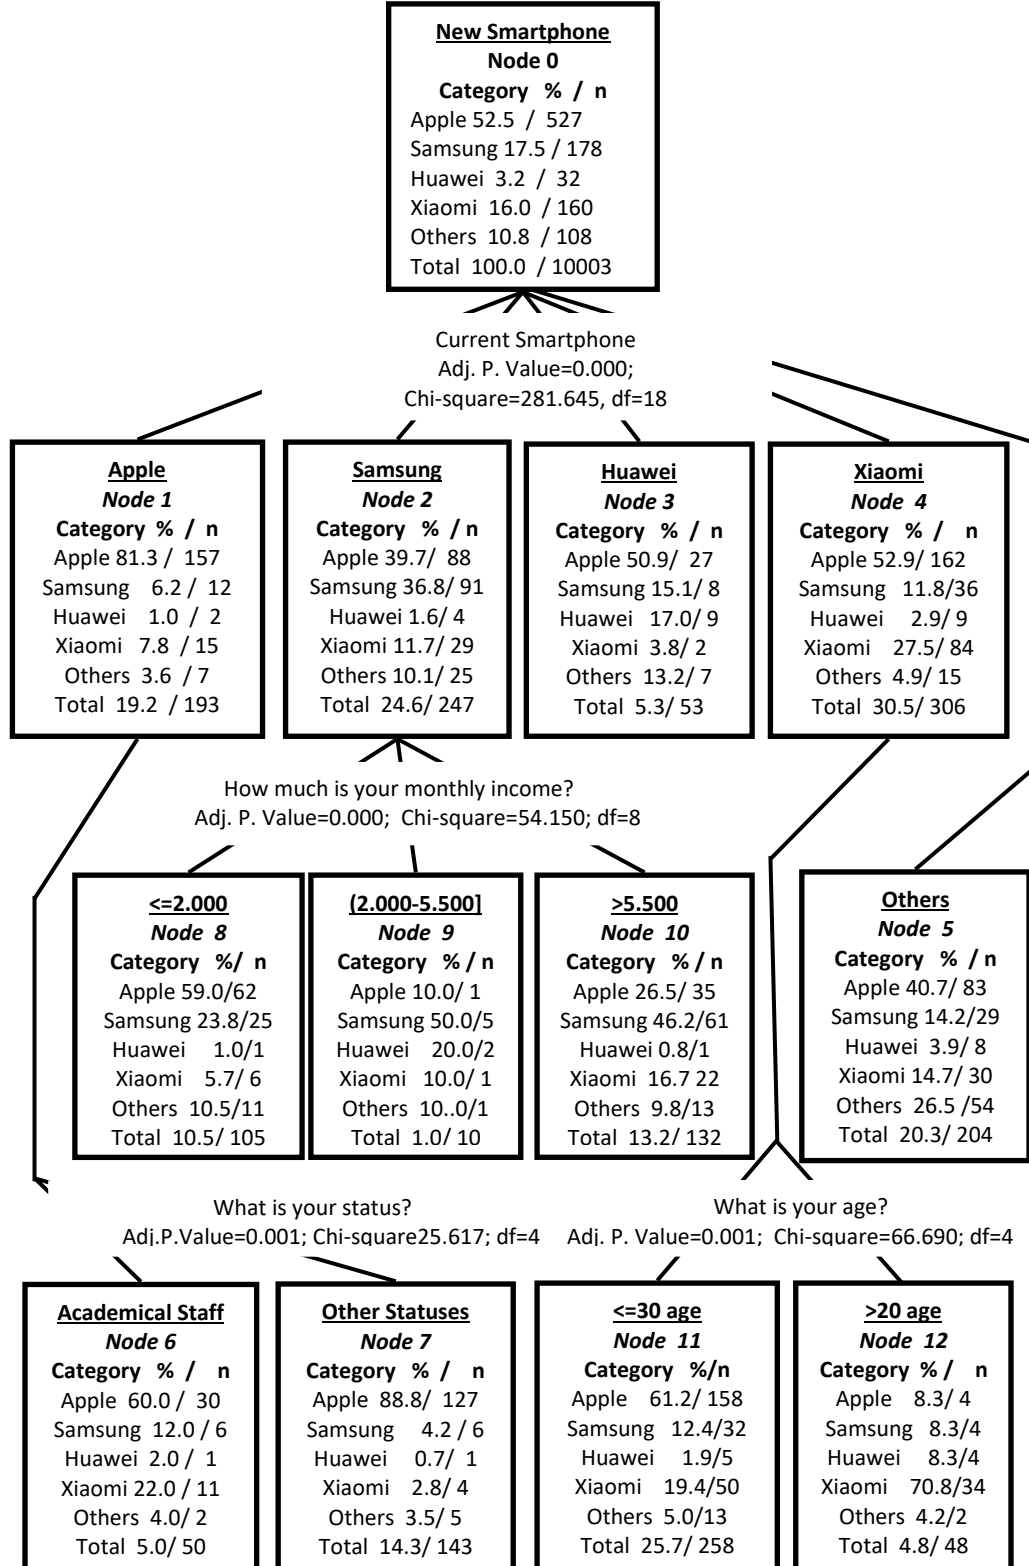 New Smartphone
Node 0
Category % / n
Apple 52.5 / 527
Samsung 17.5 / 178
Huawei 3.2 / 32
Xiaomi 16.0 / 160
Others 10.8 / 108
Total 100.0 / 10003
Current Smartphone
Adj. P. Value=0.000;
Chi-square=281.645, df=18
Apple
Node 1
Category % / n
Apple 81.3 / 157
Samsung 6.2 / 12
Huawei 1.0 / 2
Xiaomi 7.8 / 15
Others 3.6 / 7
Total 19.2 / 193
Samsung
Node 2
Category % / n
Apple 39.7/ 88
Samsung 36.8/ 91
Huawei 1.6/ 4
Xiaomi 11.7/ 29
Others 10.1/ 25
Total 24.6/ 247
Huawei
Node 3
Category % / n
Apple 50.9/ 27
Samsung 15.1/ 8
Huawei 17.0/ 9
Xiaomi 3.8/ 2
Others 13.2/ 7
Total 5.3/ 53
Xiaomi
Node 4
Category % / n
Apple 52.9/ 162
Samsung 11.8/36
Huawei 2.9/ 9
Xiaomi 27.5/ 84
Others 4.9/ 15
Total 30.5/ 306
How much is your monthly income?
Adj. P. Value=0.000; Chi-square=54.150; df=8
<=2.000
Node 8
Category %/ n
Apple 59.0/62
Samsung 23.8/25
Huawei 1.0/1
Xiaomi 5.7/ 6
Others 10.5/11
Total 10.5/ 105
(2.000-5.500]
Node 9
Category % / n
Apple 10.0/ 1
Samsung 50.0/5
Huawei 20.0/2
Xiaomi 10.0/ 1
Others 10..0/1
Total 1.0/ 10
>5.500
Node 10
Category % / n
Apple 26.5/ 35
Samsung 46.2/61
Huawei 0.8/1
Xiaomi 16.7 22
Others 9.8/13
Total 13.2/ 132
Others
Node 5
Category % / n
Apple 40.7/ 83
Samsung 14.2/29
Huawei 3.9/ 8
Xiaomi 14.7/ 30
Others 26.5 /54
Total 20.3/ 204
What is your status?
Adj.P.Value=0.001; Chi-square25.617; df=4
What is your age?
Adj. P. Value=0.001; Chi-square=66.690; df=4
Academical Staff
Node 6
Category % / n
Apple 60.0 / 30
Samsung 12.0 / 6
Huawei 2.0 / 1
Xiaomi 22.0 / 11
Others 4.0/ 2
Total 5.0/ 50
Other Statuses
Node 7
Category % / n
Apple 88.8/ 127
Samsung 4.2 / 6
Huawei 0.7/ 1
Xiaomi 2.8/ 4
Others 3.5/ 5
Total 14.3/ 143
<=30 age
Node 11
Category %/n
Apple 61.2/ 158
Samsung 12.4/32
Huawei 1.9/5
Xiaomi 19.4/50
Others 5.0/13
Total 25.7/ 258
>20 age
Node 12
Category % / n
Apple 8.3/ 4
Samsung 8.3/4
Huawei 8.3/4
Xiaomi 70.8/34
Others 4.2/2
Total 4.8/ 48